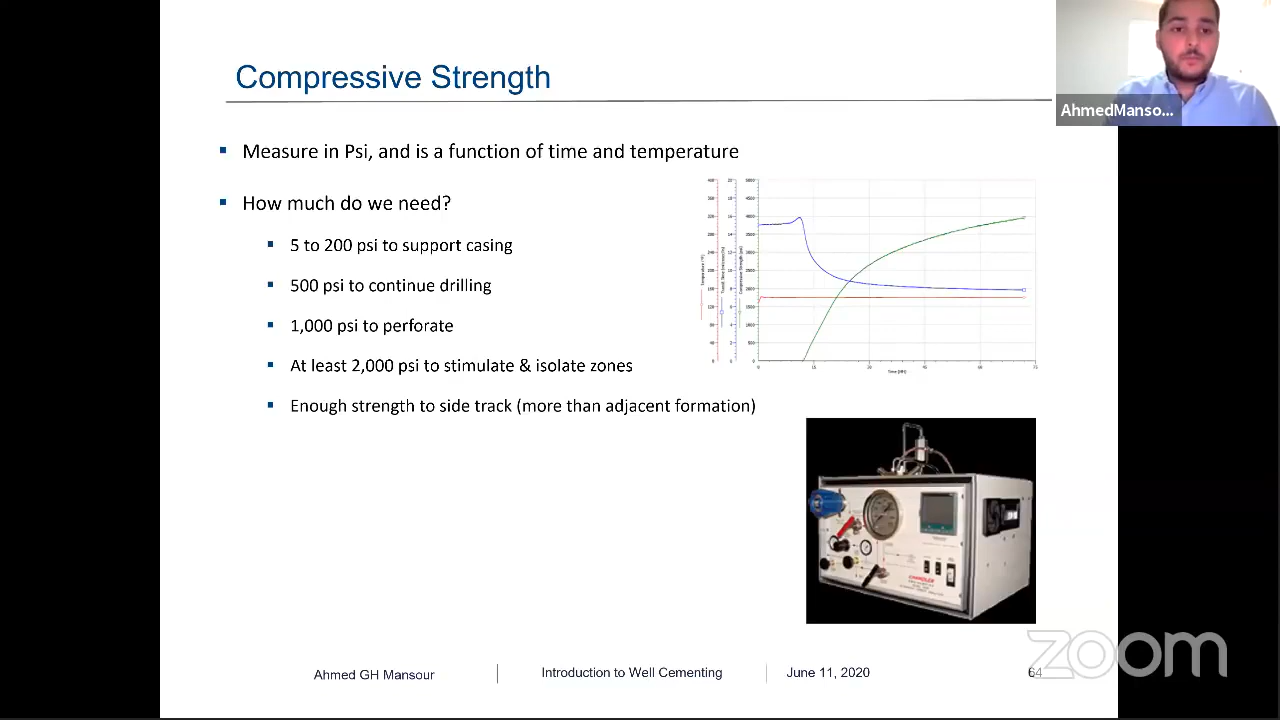 Compressive Strength
AhmedManso...
Measure in Psi, and is a function of time and temperature
How much do we need?
5 to 200 psi to support casing
500 psi to continue drilling
1,000 psi to perforate
At least 2,000 psi to stimulate & isolate zones
Enough strength to side track (more than adjacent formation)
CHANDLER
Ahmed GH Mansour
Introduction to Well Cementing
June 11, 2020
64
zoom